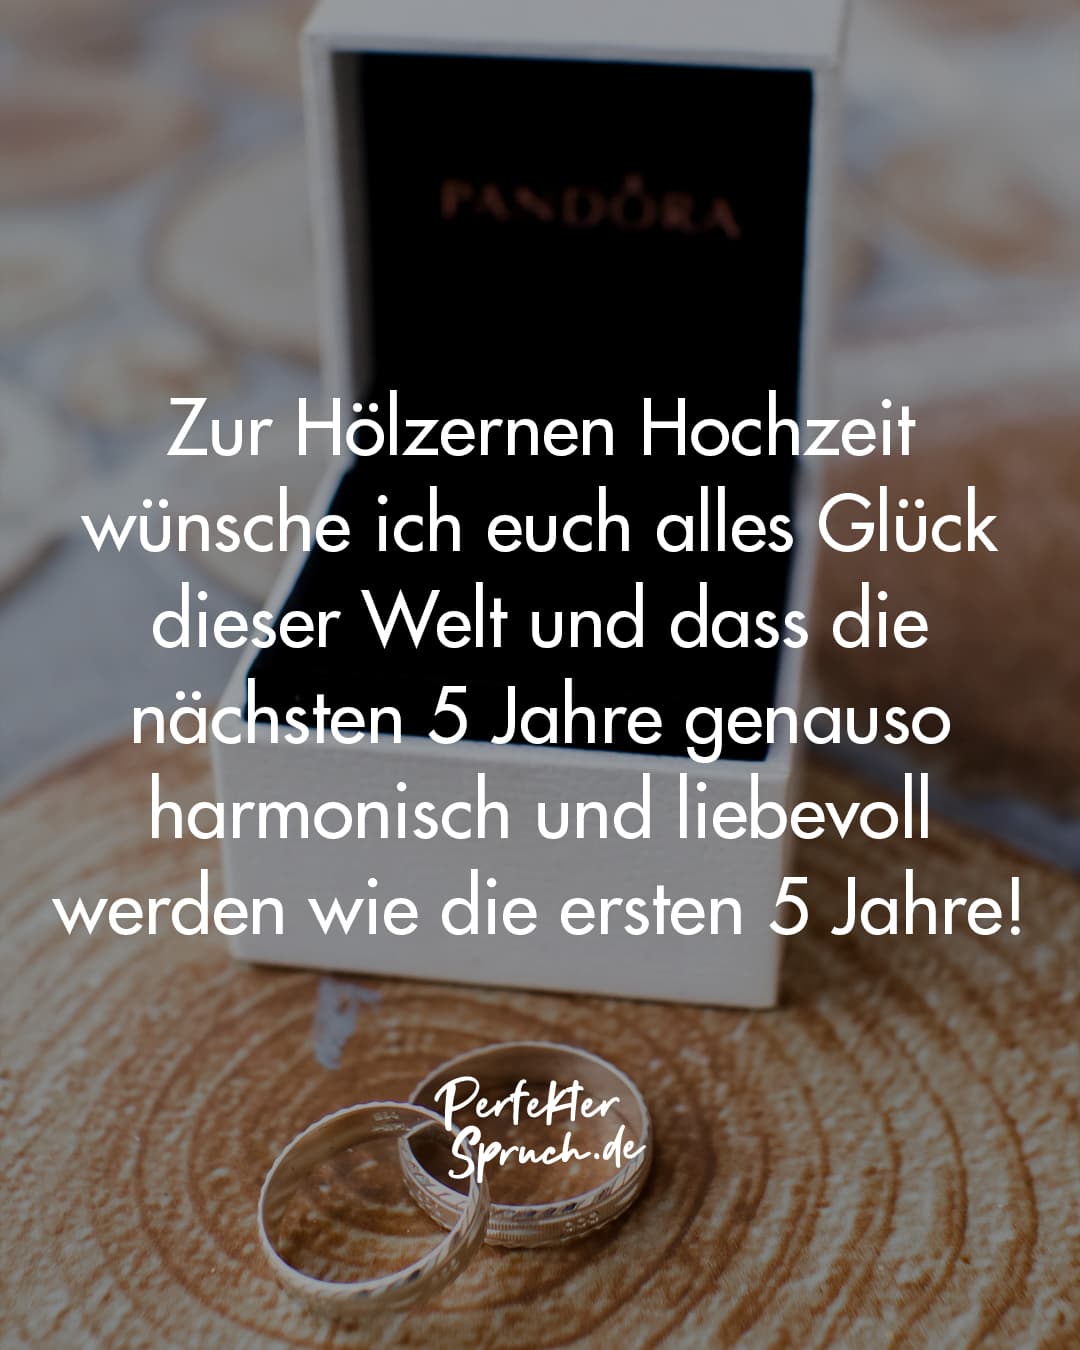 PANDÖRA
Zur Hölzernen Hochzeit
wünsche ich euch alles Glück
dieser Welt und dass die
nächsten 5 Jahre genauso
harmonisch und liebevoll
werden wie die ersten 5 Jahre!
Perfekter
Spruch.de